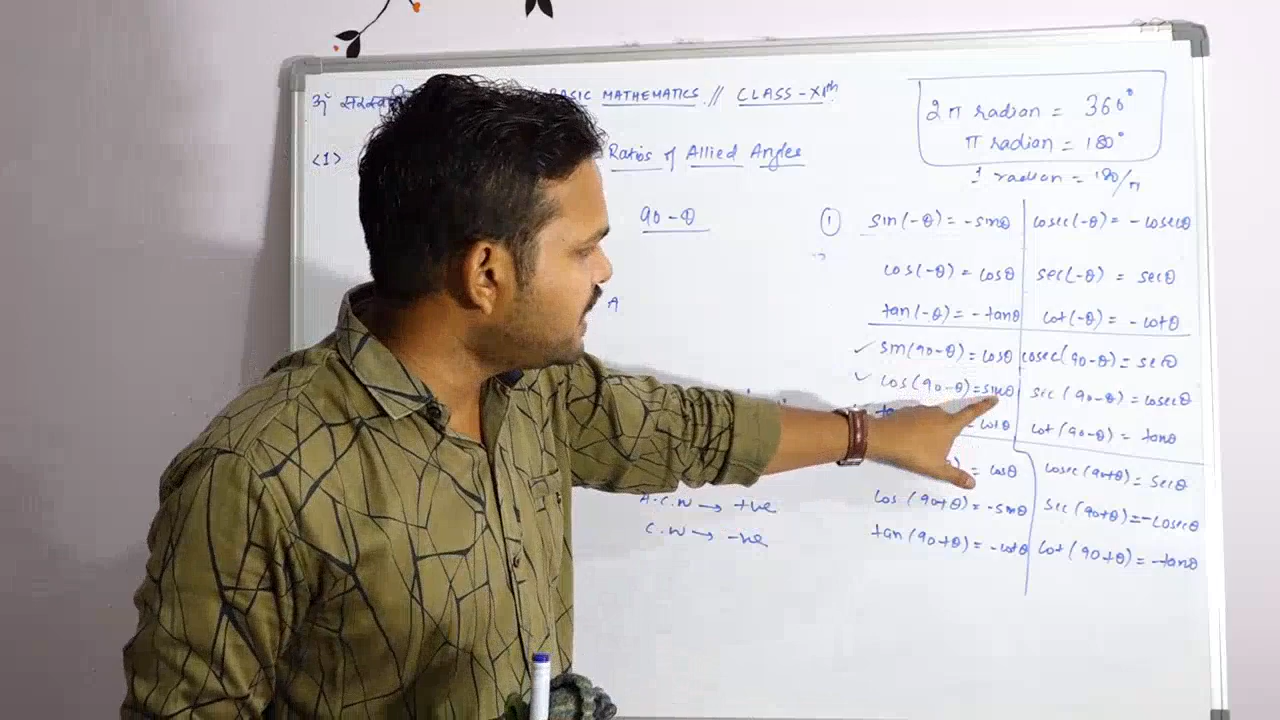 ॐ BASIC MATHEMATICS // CLASS-XIth
<1> Ratios of Allied Angles
90-θ
A
A.C.W → +ve
C.W → -ve
2π radian = 360°
π radian = 180°
1 radian = 180/π
① sin(-θ) = -sinθ cosec(-θ) = -cosecθ
cos(-θ) = cosθ sec(-θ) = secθ
tan(-θ) = -tanθ cot(-θ) = -cotθ
✓ sin(90-θ) = cosθ cosec(90-θ) = secθ
✓ cos(90-θ) = sinθ sec(90-θ) = cosecθ
= cotθ cot(90-θ) = tanθ
) = cosθ cosec(90+θ) = secθ
cos(90+θ) = -sinθ sec(90+θ) = -cosecθ
tan(90+θ) = -cotθ cot(90+θ) = -tanθ